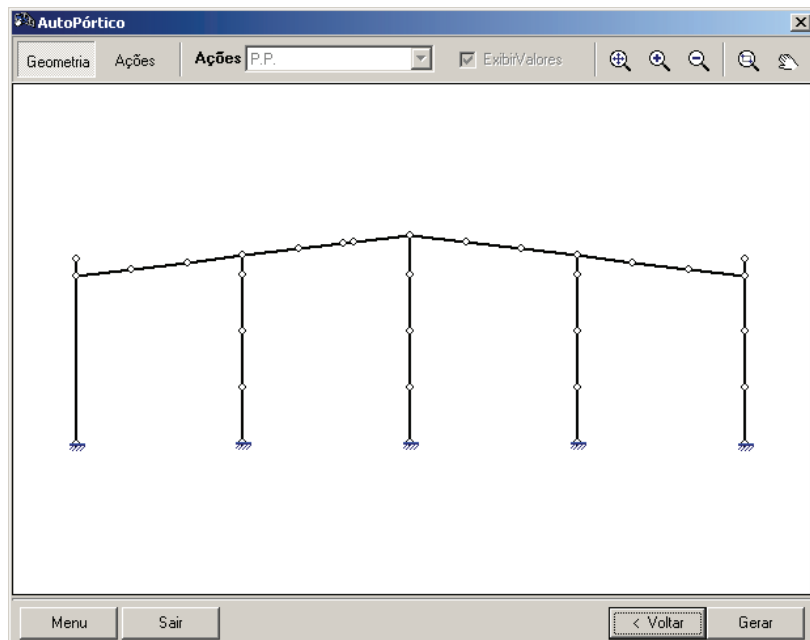 AutoPórtico
Geometria Ações Ações P.P. ExibirValores
Menu Sair < Voltar Gerar